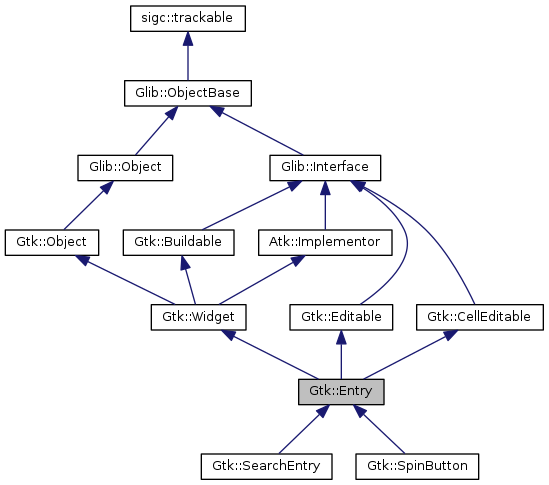 sigc::trackable
Glib::ObjectBase
Glib::Object
Glib::Interface
Gtk::Object
Gtk::Buildable
Atk::Implementor
Gtk::Widget
Gtk::Editable
Gtk::CellEditable
Gtk::Entry
Gtk::SearchEntry
Gtk::SpinButton